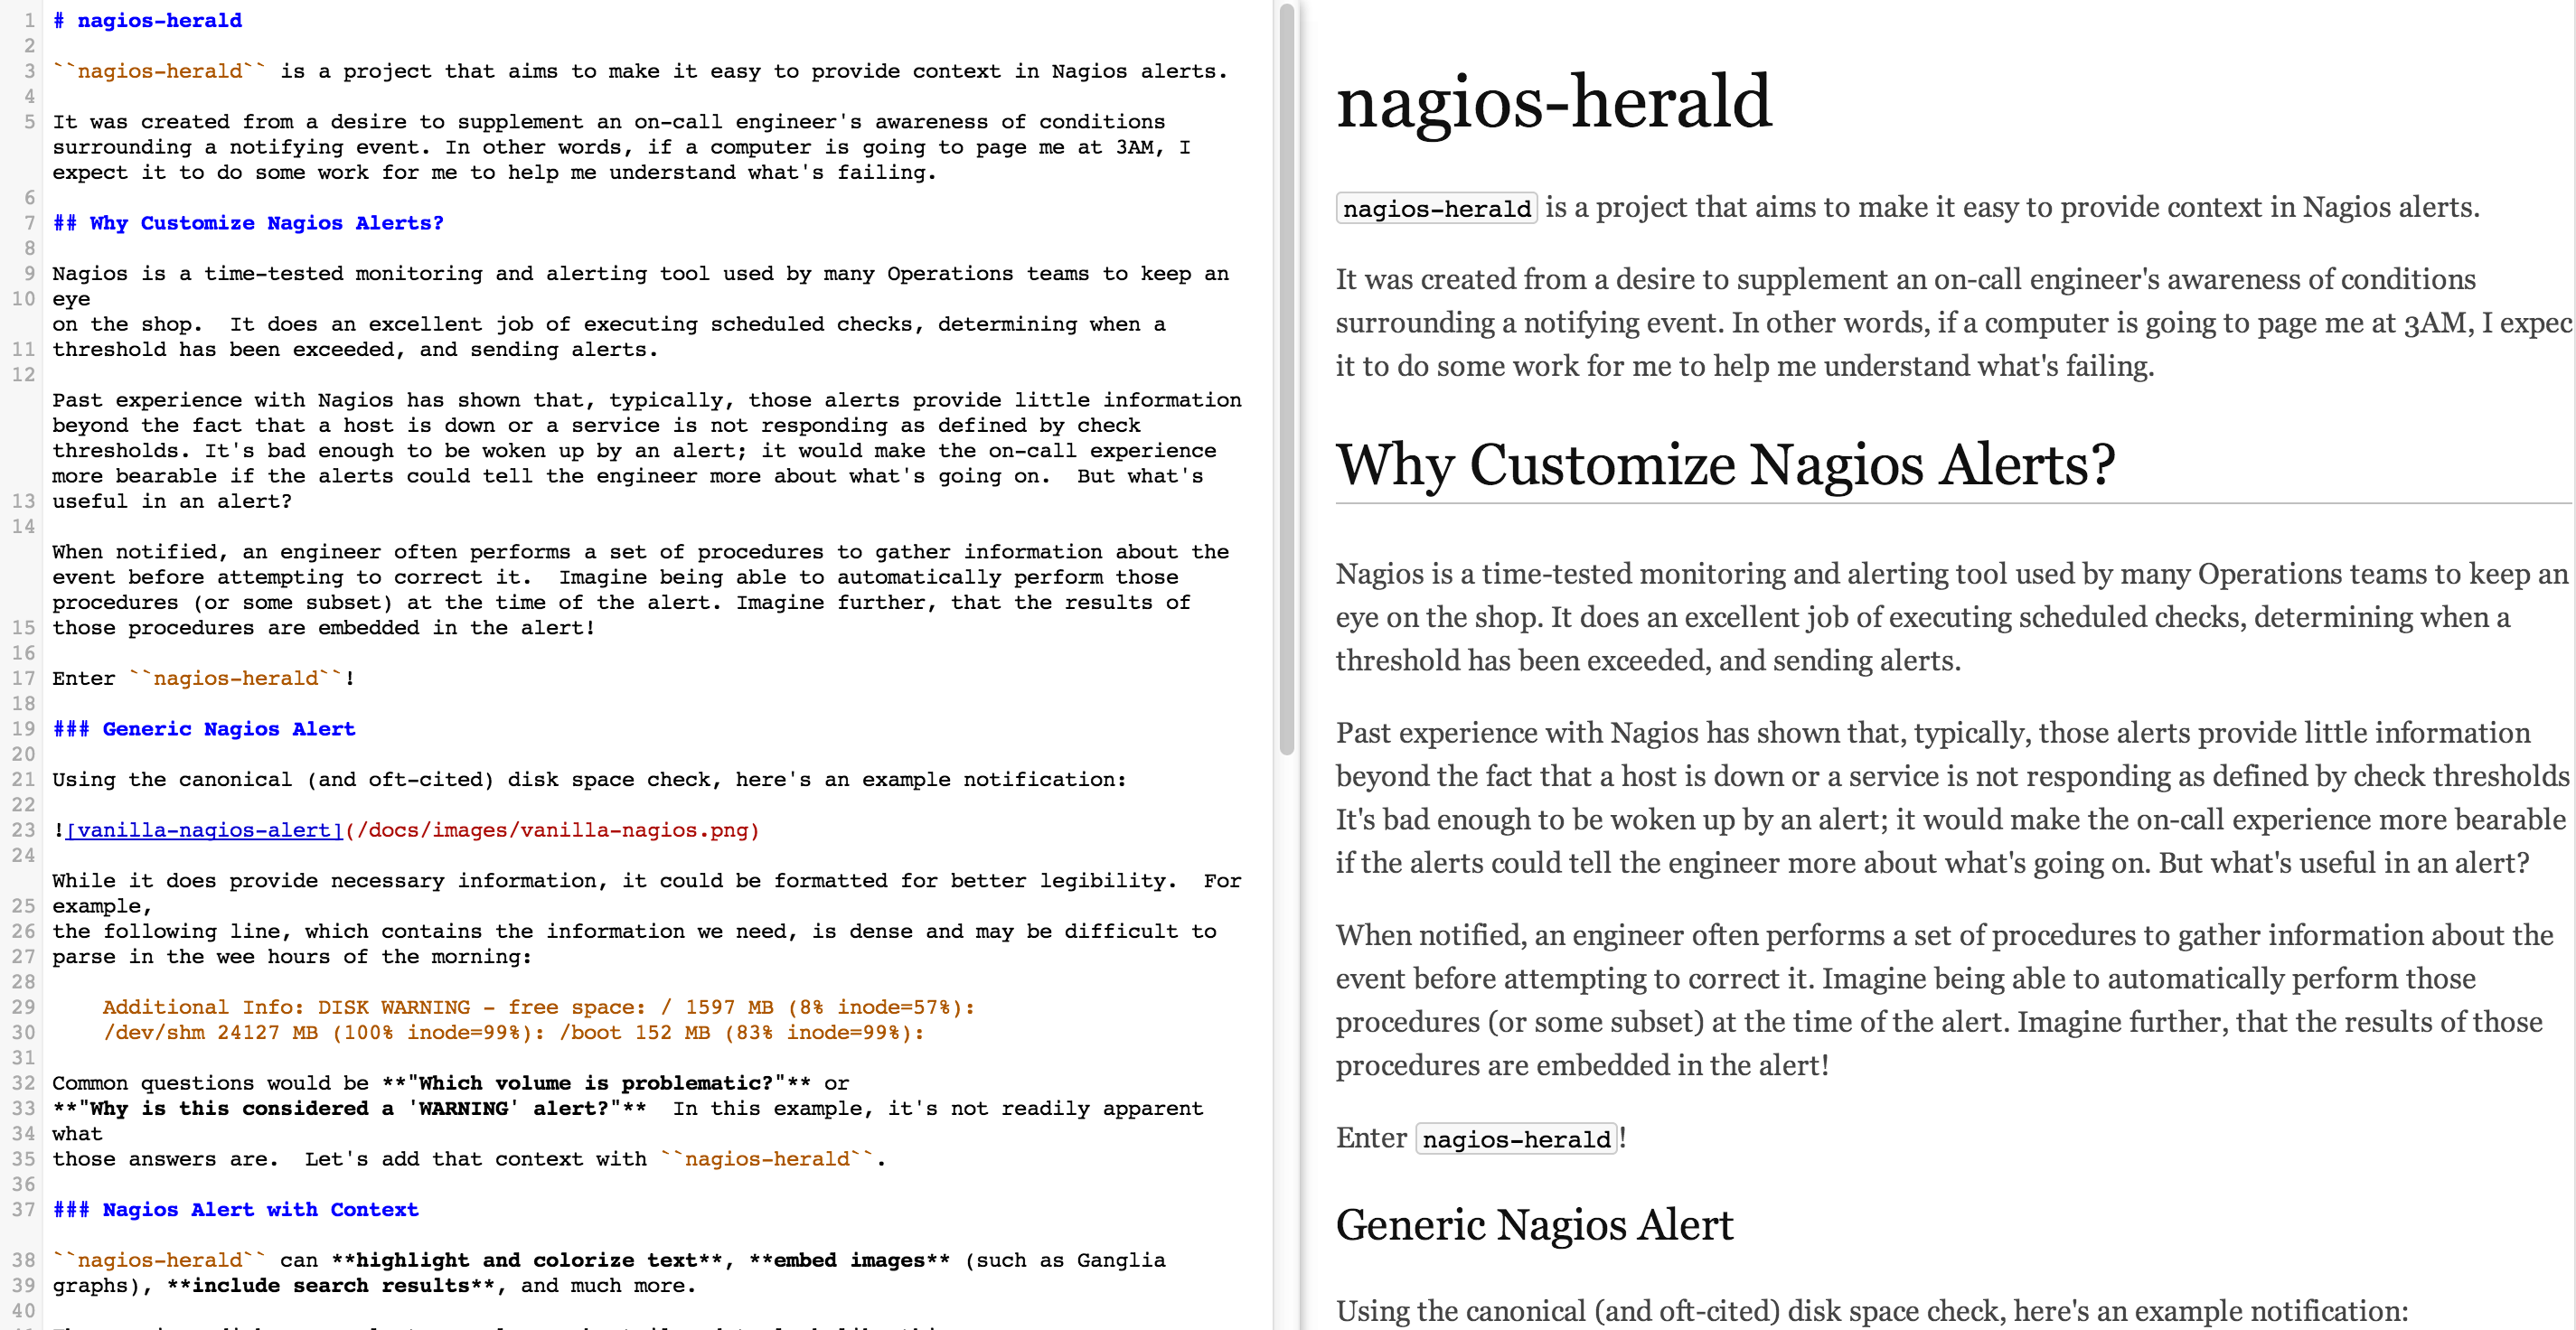 1 # nagios-herald
2
3 ``nagios-herald`` is a project that aims to make it easy to provide context in Nagios alerts.
4
5 It was created from a desire to supplement an on-call engineer's awareness of conditions
surrounding a notifying event. In other words, if a computer is going to page me at 3AM, I
expect it to do some work for me to help me understand what's failing.
6
7 ## Why Customize Nagios Alerts?
8
9 Nagios is a time-tested monitoring and alerting tool used by many Operations teams to keep an
10 eye
on the shop.  It does an excellent job of executing scheduled checks, determining when a
11 threshold has been exceeded, and sending alerts.
12
Past experience with Nagios has shown that, typically, those alerts provide little information
beyond the fact that a host is down or a service is not responding as defined by check
thresholds. It's bad enough to be woken up by an alert; it would make the on-call experience
more bearable if the alerts could tell the engineer more about what's going on.  But what's
13 useful in an alert?
14
When notified, an engineer often performs a set of procedures to gather information about the
event before attempting to correct it.  Imagine being able to automatically perform those
procedures (or some subset) at the time of the alert. Imagine further, that the results of
15 those procedures are embedded in the alert!
16
17 Enter ``nagios-herald``!
18
19 ### Generic Nagios Alert
20
21 Using the canonical (and oft-cited) disk space check, here's an example notification:
22
23 ![vanilla-nagios-alert](/docs/images/vanilla-nagios.png)
24
While it does provide necessary information, it could be formatted for better legibility.  For
25 example,
26 the following line, which contains the information we need, is dense and may be difficult to
27 parse in the wee hours of the morning:
28
29     Additional Info: DISK WARNING - free space: / 1597 MB (8% inode=57%):
30     /dev/shm 24127 MB (100% inode=99%): /boot 152 MB (83% inode=99%):
31
32 Common questions would be **"Which volume is problematic?"** or
33 **"Why is this considered a 'WARNING' alert?"**  In this example, it's not readily apparent
34 what
35 those answers are.  Let's add that context with ``nagios-herald``.
36
37 ### Nagios Alert with Context
38 ``nagios-herald`` can **highlight and colorize text**, **embed images** (such as Ganglia
39 graphs), **include search results**, and much more.
40
nagios-herald
nagios-herald is a project that aims to make it easy to provide context in Nagios alerts.
It was created from a desire to supplement an on-call engineer's awareness of conditions
surrounding a notifying event. In other words, if a computer is going to page me at 3AM, I expec
it to do some work for me to help me understand what's failing.
Why Customize Nagios Alerts?
Nagios is a time-tested monitoring and alerting tool used by many Operations teams to keep an
eye on the shop. It does an excellent job of executing scheduled checks, determining when a
threshold has been exceeded, and sending alerts.
Past experience with Nagios has shown that, typically, those alerts provide little information
beyond the fact that a host is down or a service is not responding as defined by check thresholds
It's bad enough to be woken up by an alert; it would make the on-call experience more bearable
if the alerts could tell the engineer more about what's going on. But what's useful in an alert?
When notified, an engineer often performs a set of procedures to gather information about the
event before attempting to correct it. Imagine being able to automatically perform those
procedures (or some subset) at the time of the alert. Imagine further, that the results of those
procedures are embedded in the alert!
Enter nagios-herald!
Generic Nagios Alert
Using the canonical (and oft-cited) disk space check, here's an example notification: